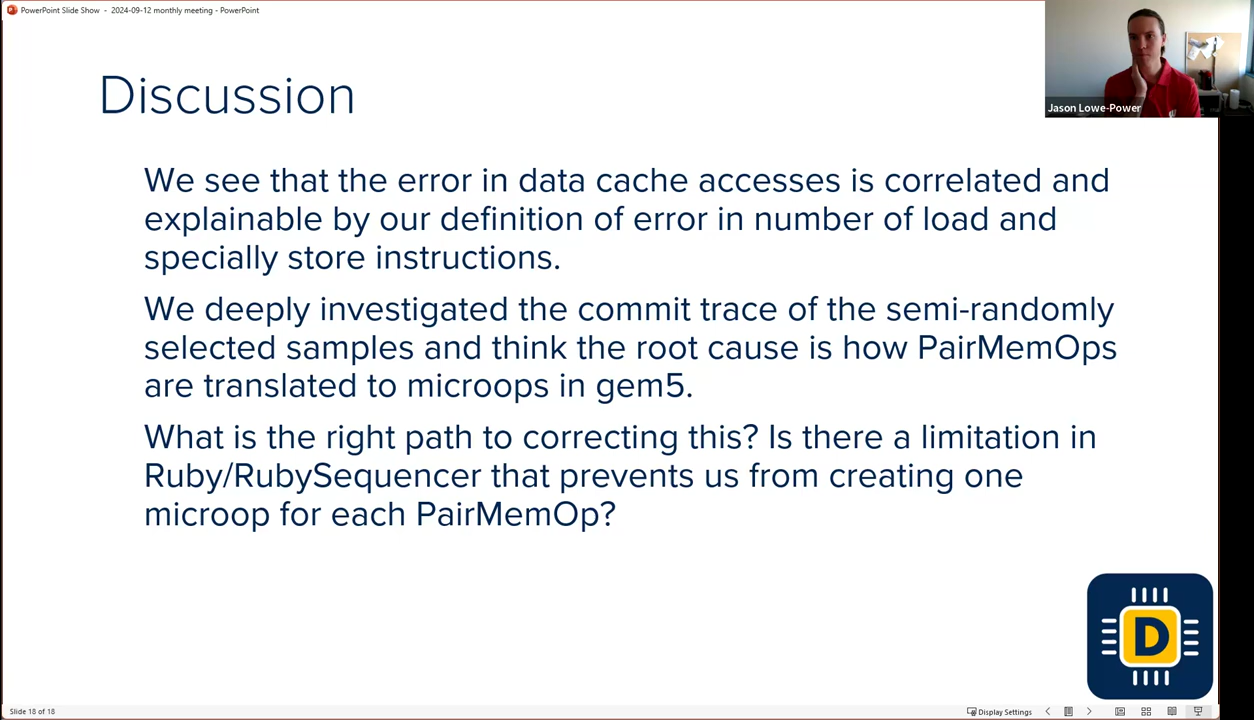 PowerPoint Slide Show - 2024-09-12 monthly meeting - PowerPoint
Jason Lowe-Power
Discussion
We see that the error in data cache accesses is correlated and
explainable by our definition of error in number of load and
specially store instructions.
We deeply investigated the commit trace of the semi-randomly
selected samples and think the root cause is how PairMemOps
are translated to microops in gem5.
What is the right path to correcting this? Is there a limitation in
Ruby/RubySequencer that prevents us from creating one
microop for each PairMemOp?
D
Slide 18 of 18
Display Settings